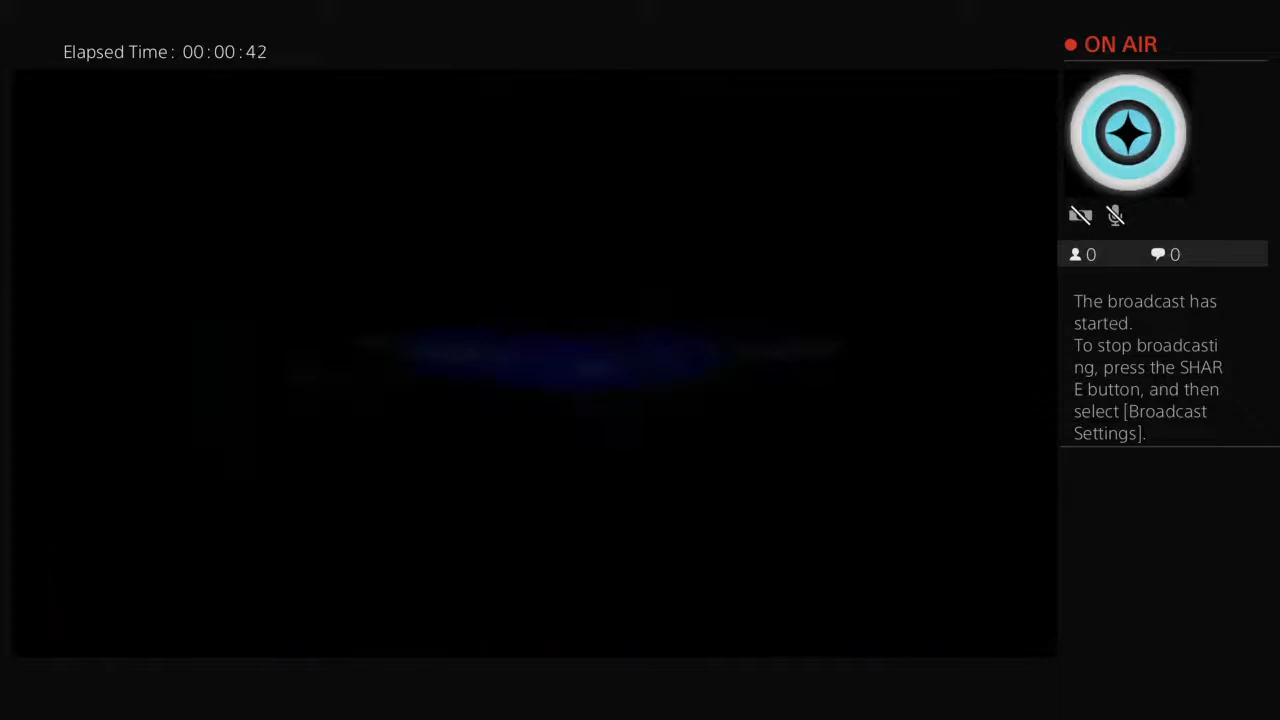 Elapsed Time: 00:00:42
ON AIR
0 0
The broadcast has
started.
To stop broadcasti
ng, press the SHAR
E button, and then
select [Broadcast
Settings].